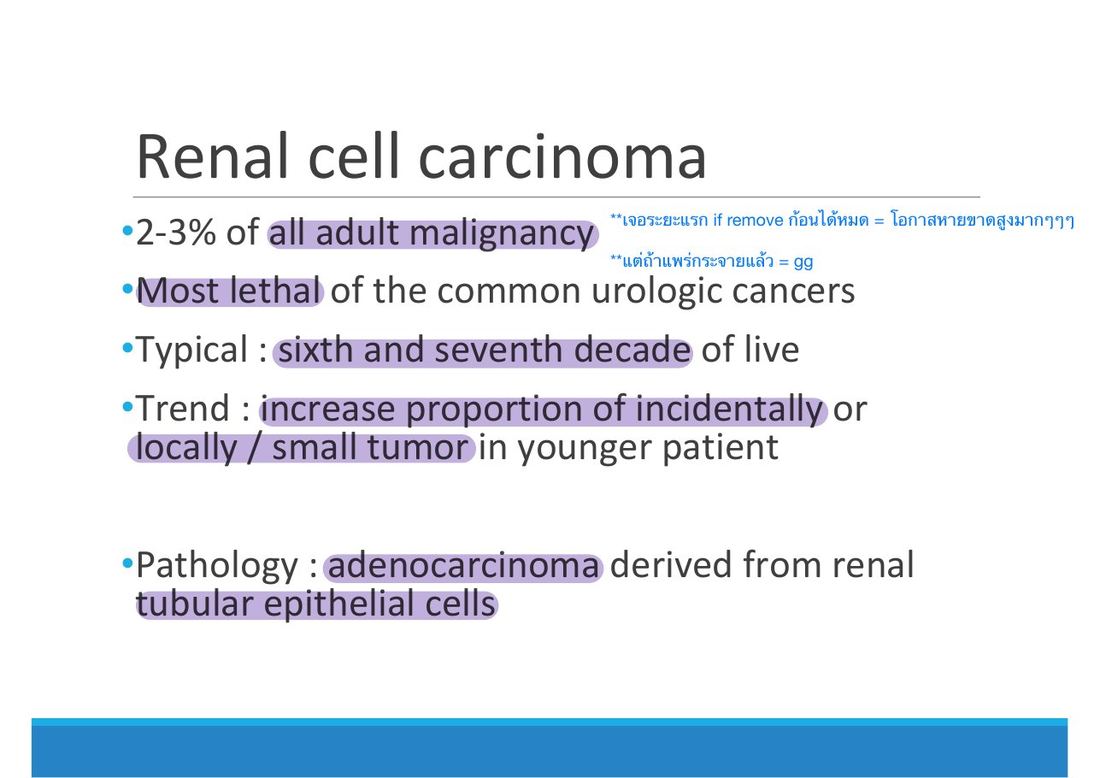 Renal cell carcinoma
•2-3% of all adult malignancy
**เจอระยะแรก if remove ก้อนได้หมด = โอกาสหายขาดสูงมากๆๆๆ
**แต่ถ้าแพร่กระจายแล้ว = gg
•Most lethal of the common urologic cancers
•Typical : sixth and seventh decade of live
•Trend : increase proportion of incidentally or
locally / small tumor in younger patient
•Pathology : adenocarcinoma derived from renal
tubular epithelial cells